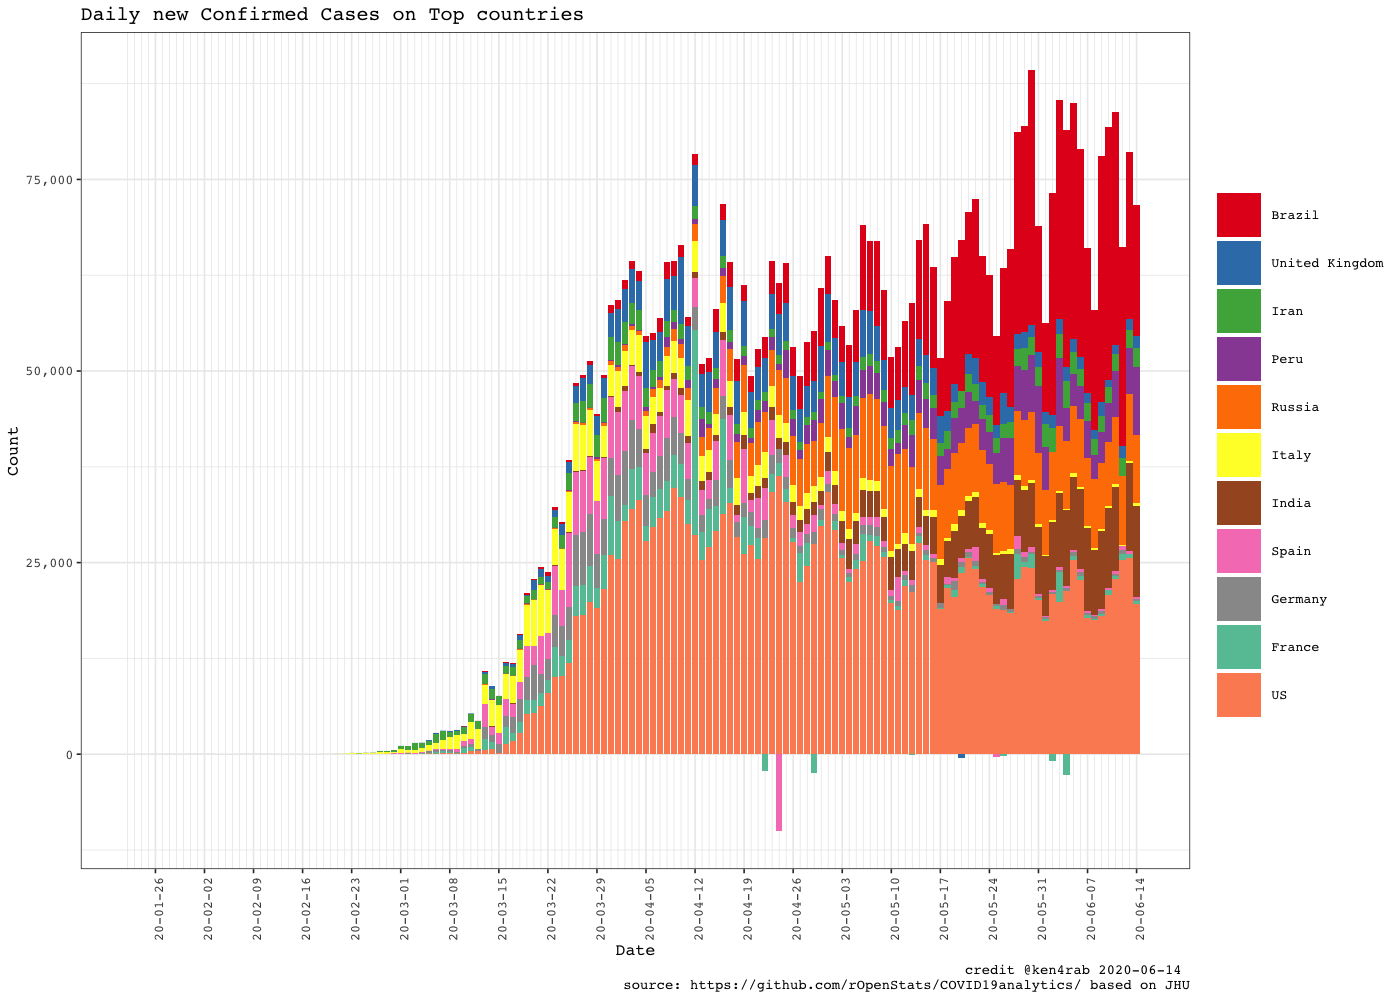 Daily new Confirmed Cases on Top countries
Count
75,000
50,000
25,000
0
20-01-26
20-02-02
20-02-09
20-02-16
20-02-23
20-03-01
20-03-08
20-03-15
20-03-22
20-03-29
20-04-05
20-04-12
20-04-19
20-04-26
20-05-03
20-05-10
20-05-17
20-05-24
20-05-31
20-06-07
20-06-14
Date
Brazil
United Kingdom
Iran
Peru
Russia
Italy
India
Spain
Germany
France
US
credit @ken4rab 2020-06-14
source: https://github.com/rOpenStats/COVID19analytics/ based on JHU